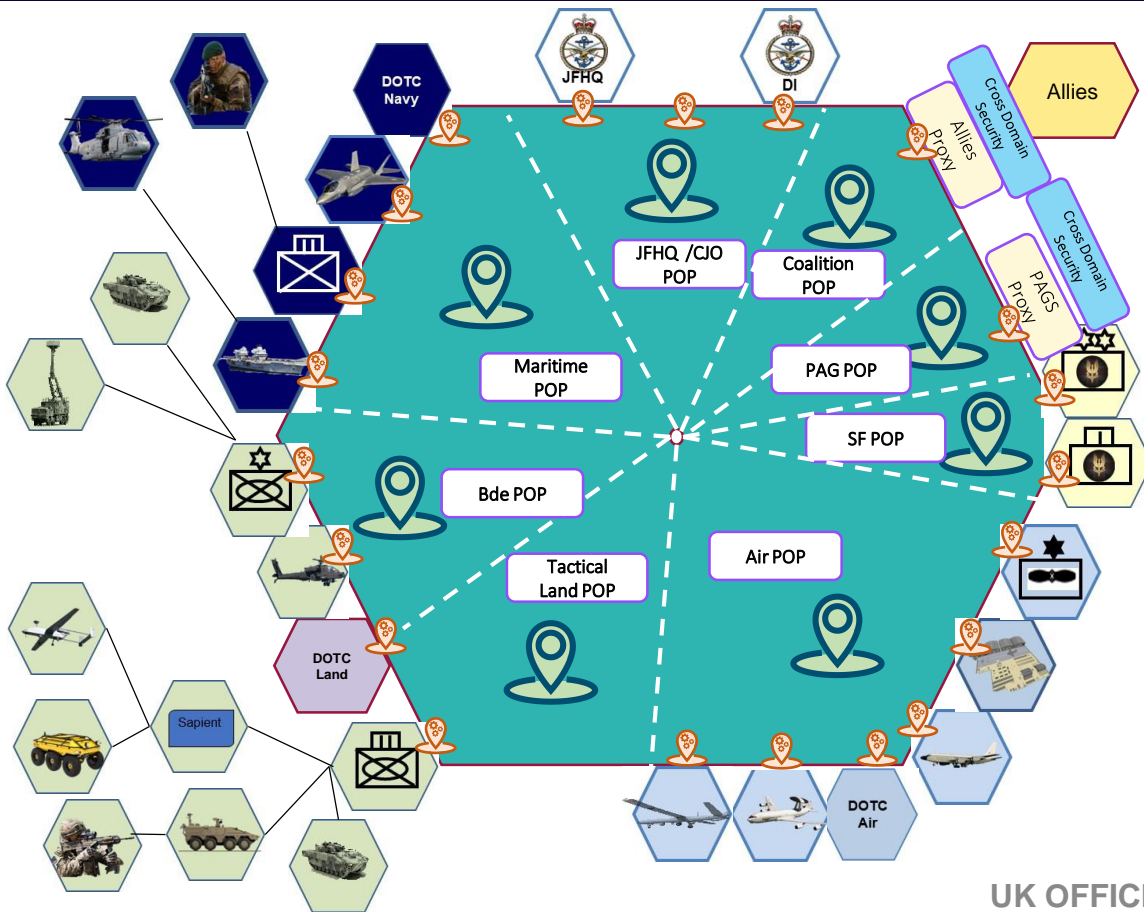 JFHQ
DI
DOTC
Navy
Allies
Cross Domain
Security
Allies
Proxy
Cross Domain
Security
PAGS
Proxy
JFHQ /CJO
POP
Coalition
POP
Maritime
POP
PAG POP
SF POP
Bde POP
Air POP
Tactical
Land POP
DOTC
Land
Sapient
DOTC
Air
UK OFFICI